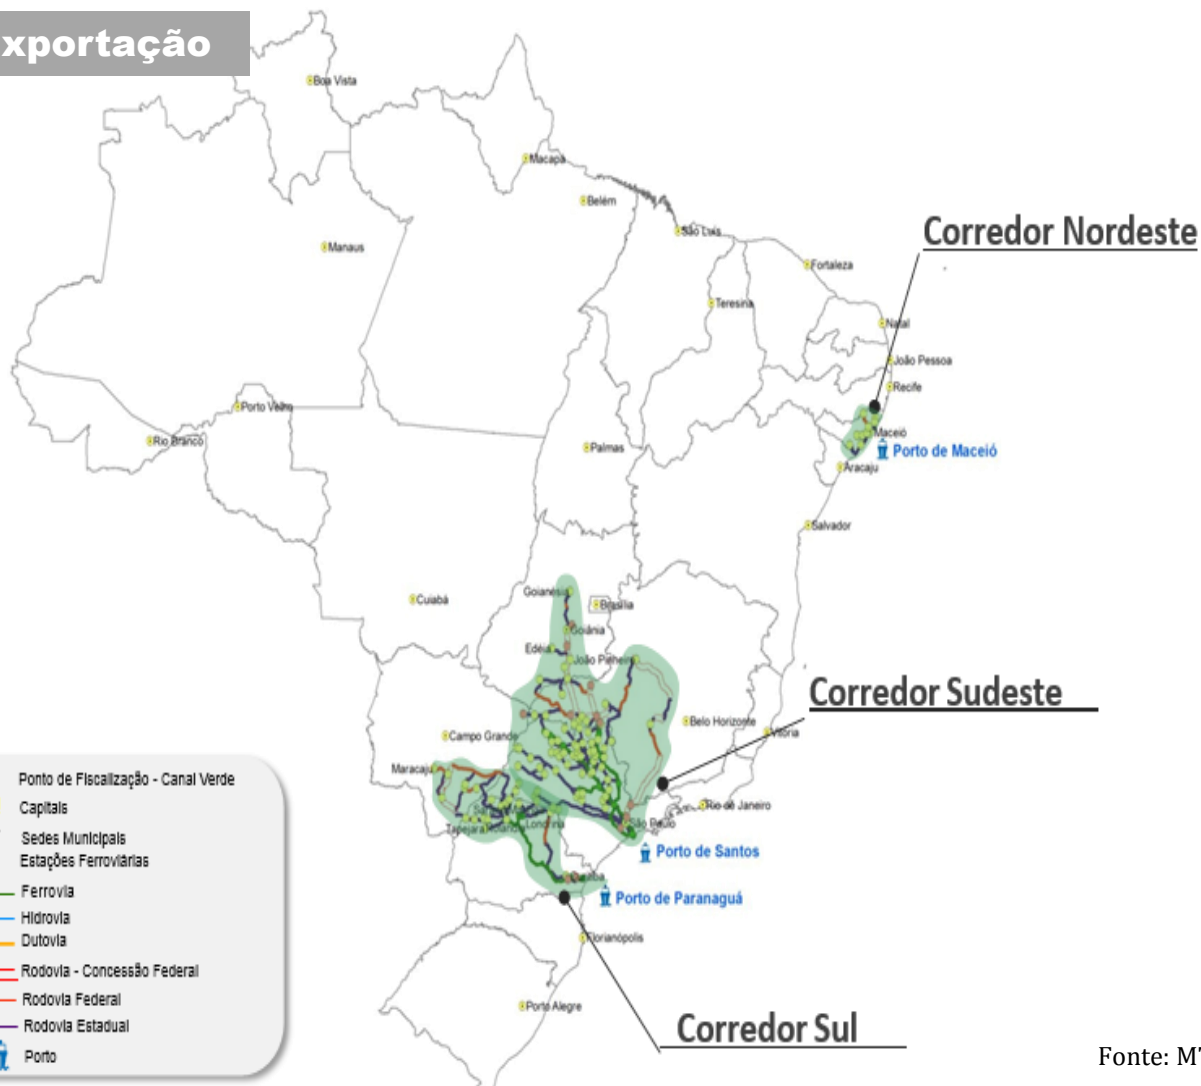 xportação
Boa Vista
Macapá
Belém
São Luís
Corredor Nordeste
Manaus
Fortaleza
Teresina
Natal
João Pessoa
Recife
Porto Velho
Rio Branco
Maceió
Palmas
Porto de Maceió
Aracaju
Salvador
Goianésia
Cuiabá
Brasília
Goiânia
Edéia
João Pinheiro
Corredor Sudeste
Belo Horizonte
Campo Grande
Vitória
Maracaju
Rio de Janeiro
São Paulo
Londrina
Tapejara
Porto de Santos
Porto de Paranaguá
Florianópolis
Porto Alegre
Corredor Sul
Ponto de Fiscalização - Canal Verde
Capitais
Sedes Municipais
Estações Ferroviárias
Ferrovia
Hidrovia
Dutovia
Rodovia - Concessão Federal
Rodovia Federal
Rodovia Estadual
Porto
Fonte: M